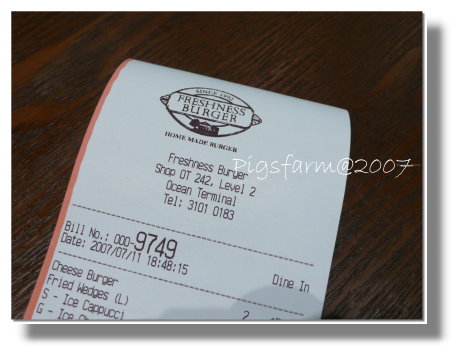 SINCE 1992
FRESHNESS
BURGER
HOME MADE BURGER
Freshness Burger
Shop OT 242, Level 2
Ocean Terminal
Tel: 3101 0183
Pigsfarm@2007
Bill No.: 000-9749
Date: 2007/07/11 18:48:15
Dine In
Cheese Burger
Fried Wedges (L)
S - Ice Cappucci 2
G - Ice